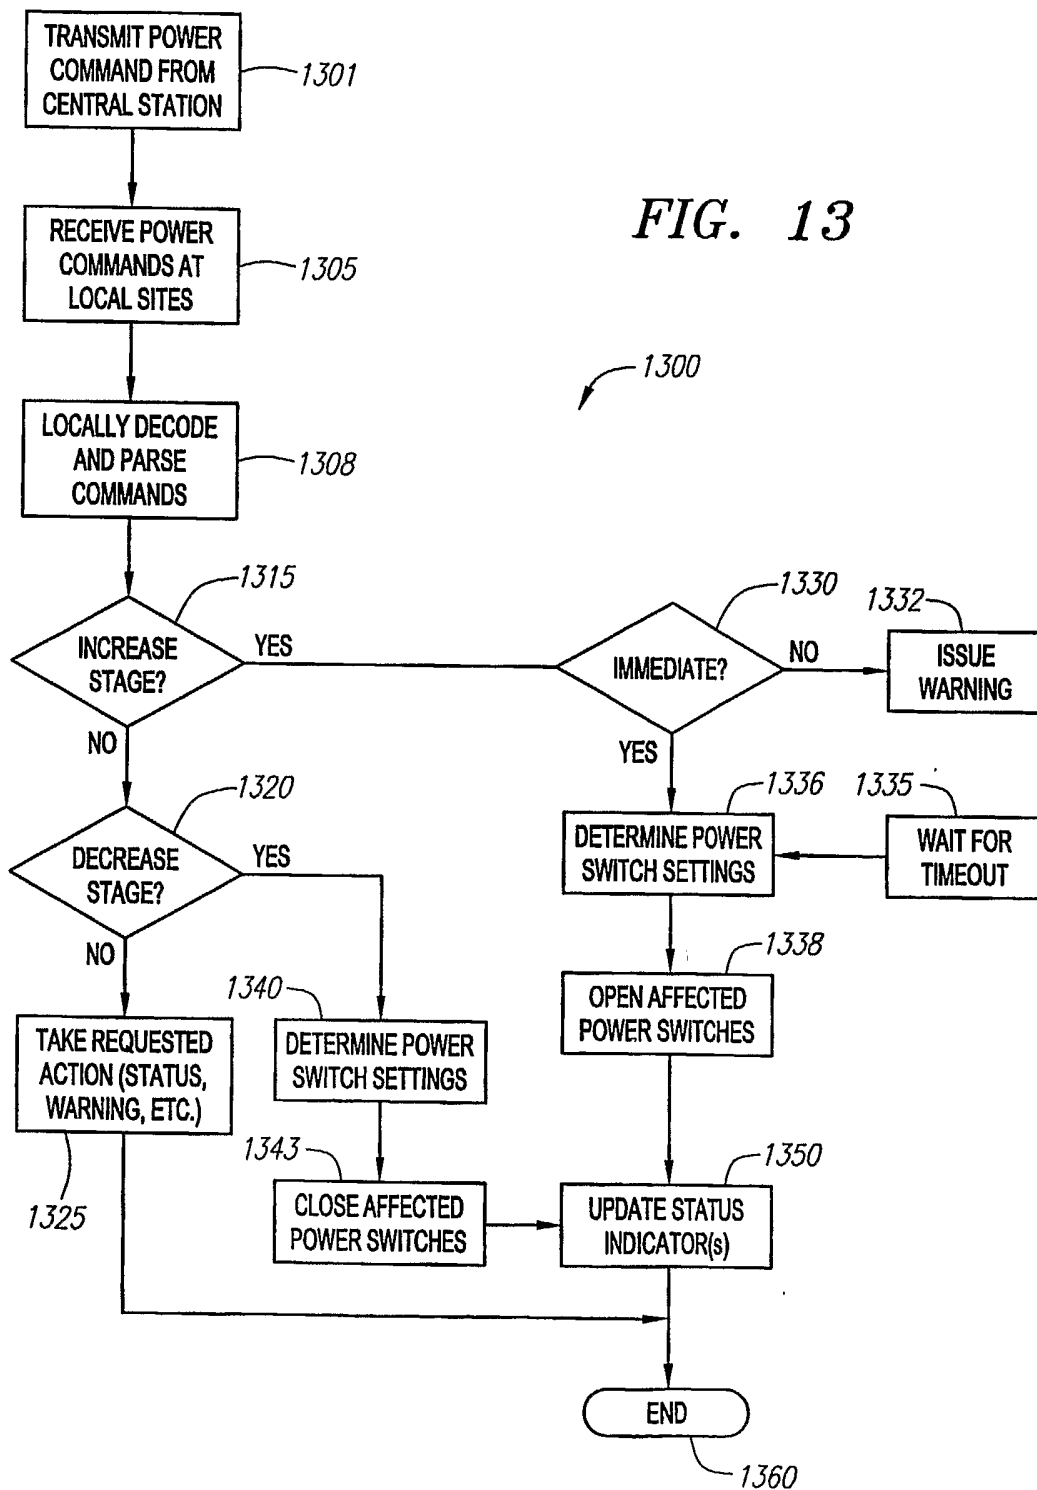 TRANSMIT POWER
COMMAND FROM
CENTRAL STATION
1301
FIG. 13
RECEIVE POWER
COMMANDS AT
LOCAL SITES
1305
1300
LOCALLY DECODE
AND PARSE
COMMANDS
1308
1315
INCREASE
STAGE?
YES
NO
1330
IMMEDIATE?
NO
YES
1332
ISSUE
WARNING
1320
DECREASE
STAGE?
YES
NO
1336
DETERMINE POWER
SWITCH SETTINGS
1335
WAIT FOR
TIMEOUT
1338
OPEN AFFECTED
POWER SWITCHES
1340
DETERMINE POWER
SWITCH SETTINGS
TAKE REQUESTED
ACTION (STATUS,
WARNING, ETC.)
1325
1343
CLOSE AFFECTED
POWER SWITCHES
1350
UPDATE STATUS
INDICATOR(s)
END
1360